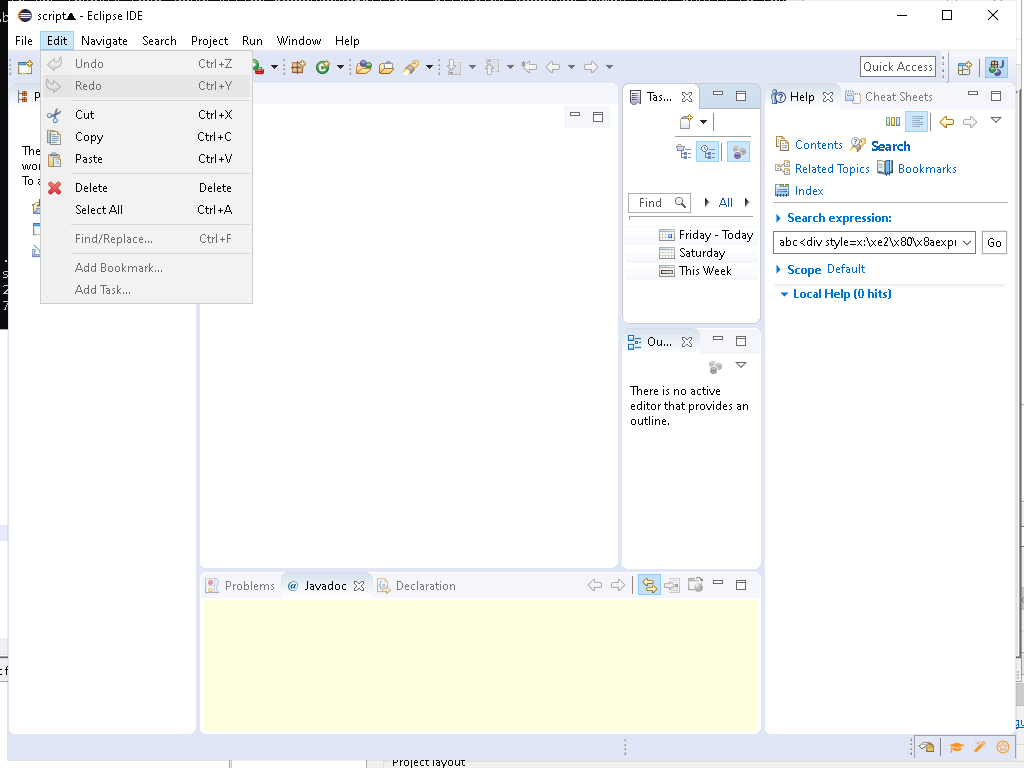 script▲ - Eclipse IDE
File Edit Navigate Search Project Run Window Help
Quick Access
Undo Ctrl+Z
Redo Ctrl+Y
Cut Ctrl+X
Copy Ctrl+C
Paste Ctrl+V
Delete Delete
Select All Ctrl+A
Find/Replace... Ctrl+F
Add Bookmark...
Add Task...
Tas...
Find
All
Friday - Today
Saturday
This Week
Ou...
There is no active
editor that provides an
outline.
Help Cheat Sheets
Contents Search
Related Topics Bookmarks
Index
Search expression:
abc<div style=x:\xe2\x80\x8aexpr
Go
Scope Default
Local Help (0 hits)
Problems @ Javadoc Declaration
Project layout